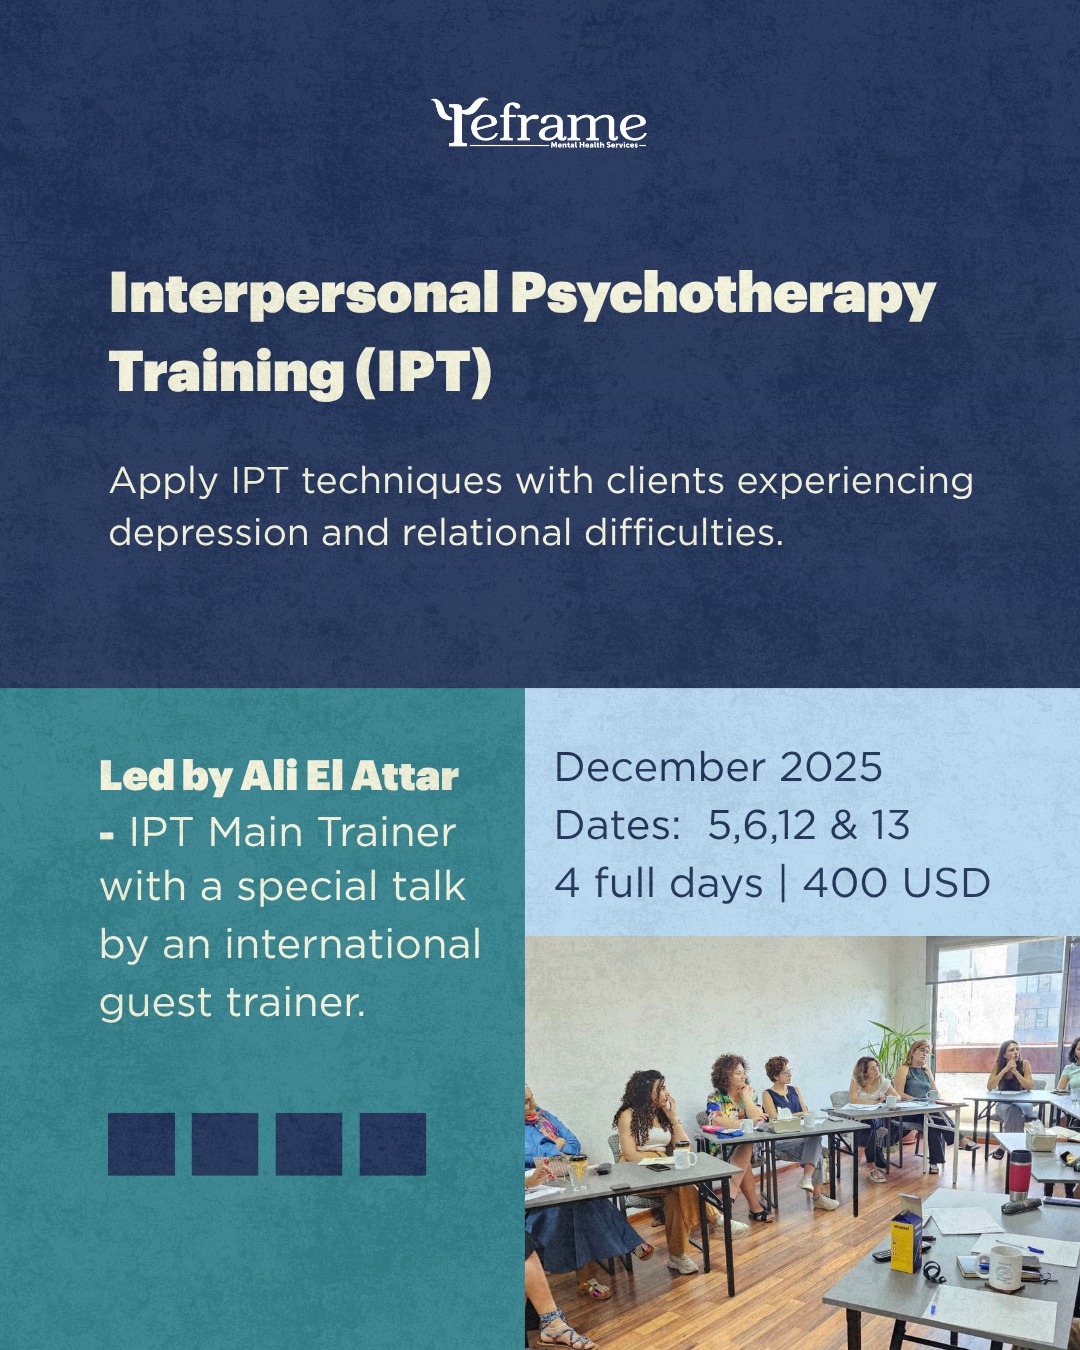 reframe
Mental Health Services
Interpersonal Psychotherapy
Training (IPT)
Apply IPT techniques with clients experiencing
depression and relational difficulties.
Led by Ali El Attar
- IPT Main Trainer
with a special talk
by an international
guest trainer.
December 2025
Dates: 5,6,12 & 13
4 full days | 400 USD